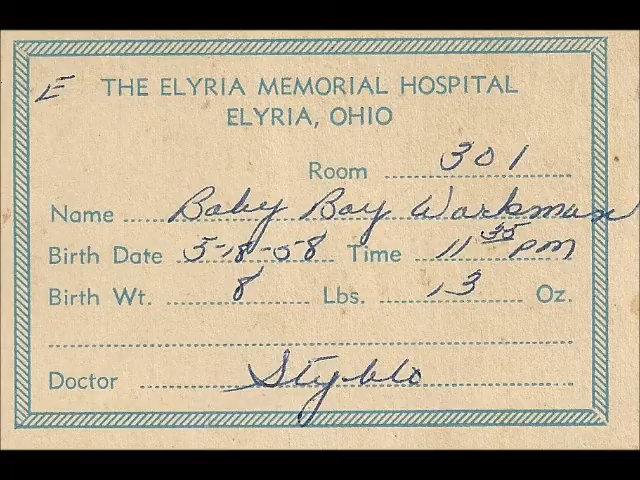 E
THE ELYRIA MEMORIAL HOSPITAL
ELYRIA, OHIO
Room 301
Name Baby Boy Workman
Birth Date 5-18-58 Time 11 35 pm
Birth Wt. 8 Lbs. 13 Oz.
Doctor Styblo